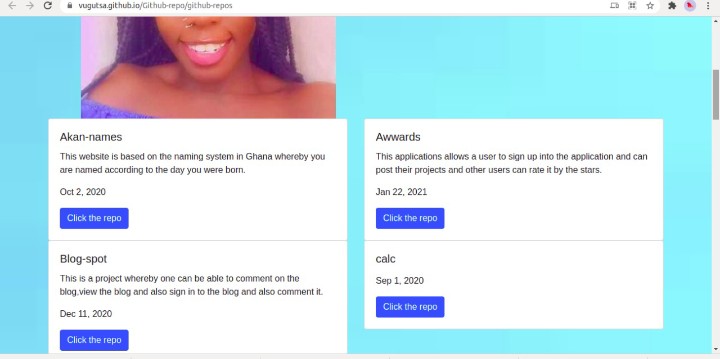 vugutsa.github.io/Github-repo/github-repos
Akan-names
This website is based on the naming system in Ghana whereby you
are named according to the day you were born.
Oct 2, 2020
Click the repo
Awwards
This applications allows a user to sign up into the application and can
post their projects and other users can rate it by the stars.
Jan 22, 2021
Click the repo
Blog-spot
This is a project whereby one can be able to comment on the
blog,view the blog and also sign in to the blog and also comment it.
Dec 11, 2020
Click the repo
calc
Sep 1, 2020
Click the repo